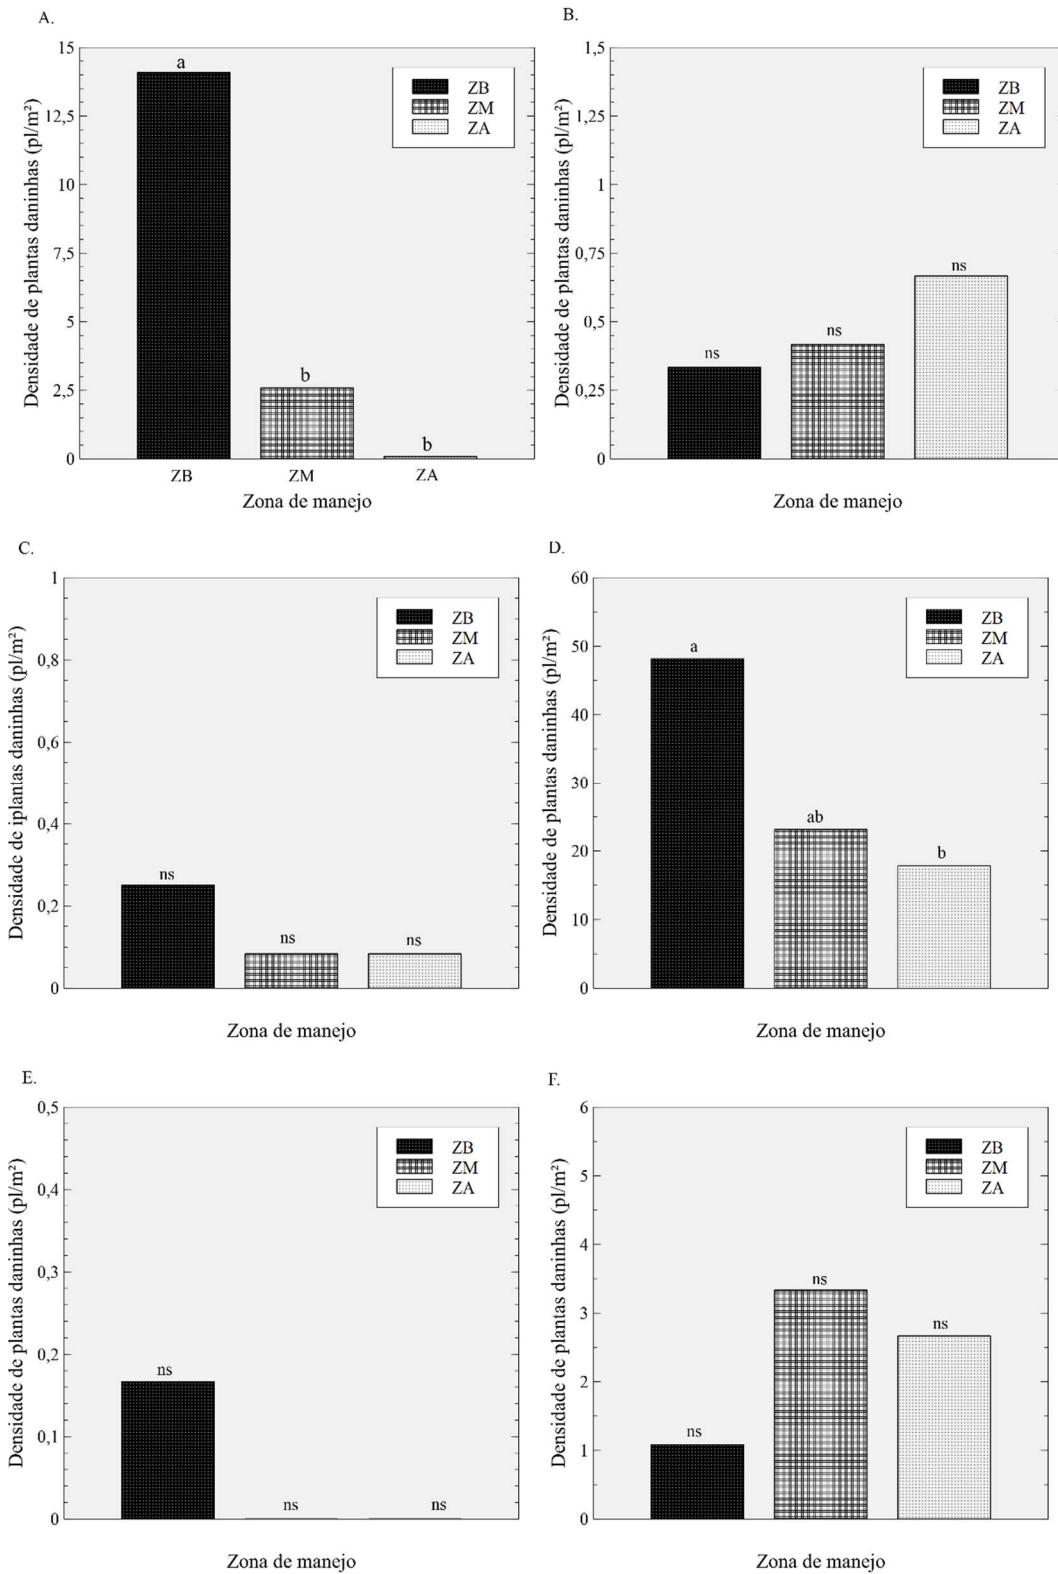 A.
Densidade de plantas daninhas (pl/m²)
15
12,5
10
7,5
5
2,5
0
a
b
b
ZB
ZM
ZA
ZB
ZM
ZA
Zona de manejo
B.
Densidade de plantas daninhas (pl/m²)
1,5
1,25
1
0,75
0,5
0,25
0
ns
ns
ns
ZB
ZM
ZA
Zona de manejo
C.
Densidade de iplantas daninhas (pl/m²)
1
0,8
0,6
0,4
0,2
0
ns
ns
ns
ZB
ZM
ZA
Zona de manejo
D.
Densidade de plantas daninhas (pl/m²)
60
50
40
30
20
10
0
a
ab
b
ZB
ZM
ZA
Zona de manejo
E.
Densidade de plantas daninhas (pl/m²)
0,5
0,4
0,3
0,2
0,1
0
ns
ns
ns
ZB
ZM
ZA
Zona de manejo
F.
Densidade de plantas daninhas (pl/m²)
6
5
4
3
2
1
0
ns
ns
ns
ZB
ZM
ZA
Zona de manejo